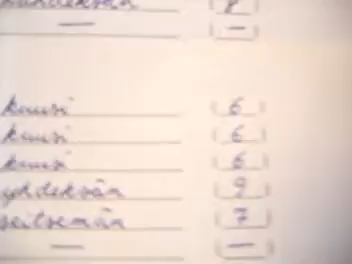 kahdeksan 8
— —
kuusi 6
kuusi 6
kuusi 6
yhdeksän 9
seitsemän 7
— —